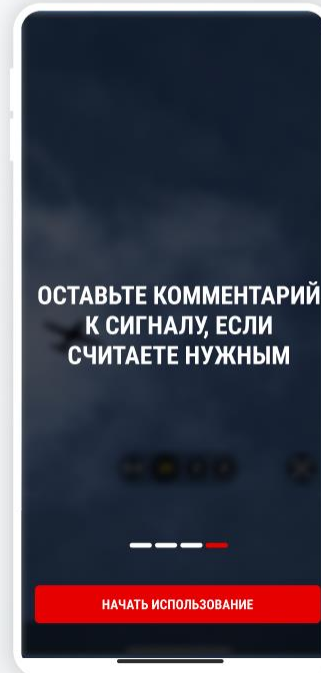 ОСТАВЬТЕ КОММЕНТАРИЙ
К СИГНАЛУ, ЕСЛИ
СЧИТАЕТЕ НУЖНЫМ
НАЧАТЬ ИСПОЛЬЗОВАНИЕ